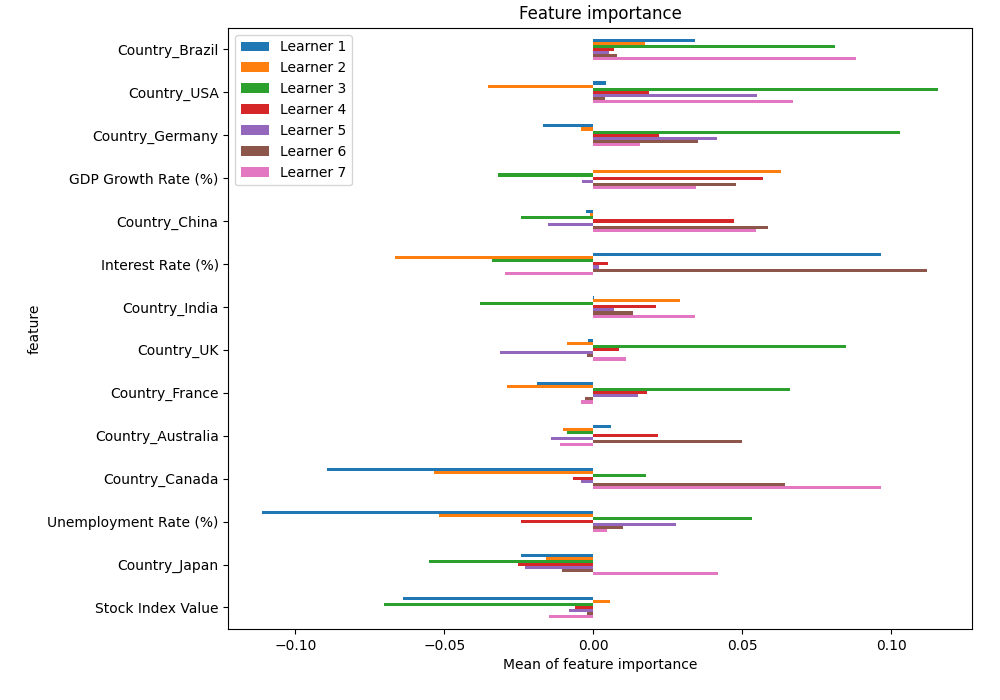 Feature importance
Learner 1
Learner 2
Learner 3
Learner 4
Learner 5
Learner 6
Learner 7
feature
Country_Brazil
Country_USA
Country_Germany
GDP Growth Rate (%)
Country_China
Interest Rate (%)
Country_India
Country_UK
Country_France
Country_Australia
Country_Canada
Unemployment Rate (%)
Country_Japan
Stock Index Value
−0.10 −0.05 0.00 0.05 0.10
Mean of feature importance